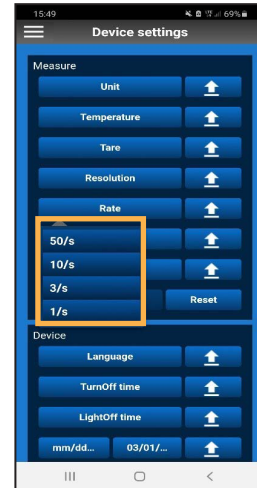 15:49 69%
Device settings
Measure
Unit
Temperature
Tare
Resolution
Rate
50/s
10/s
3/s
Reset
1/s
Device
Language
TurnOff time
LightOff time
mm/dd... 03/01/...